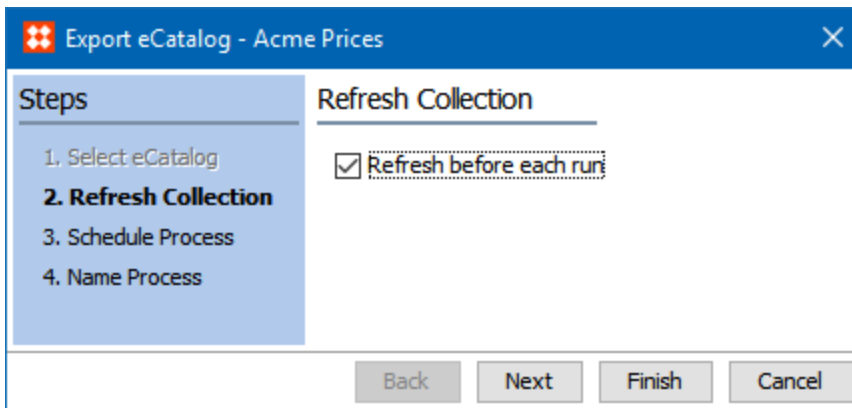 Export eCatalog - Acme Prices
Steps
1. Select eCatalog
2. Refresh Collection
3. Schedule Process
4. Name Process
Refresh Collection
Refresh before each run
Back Next Finish Cancel